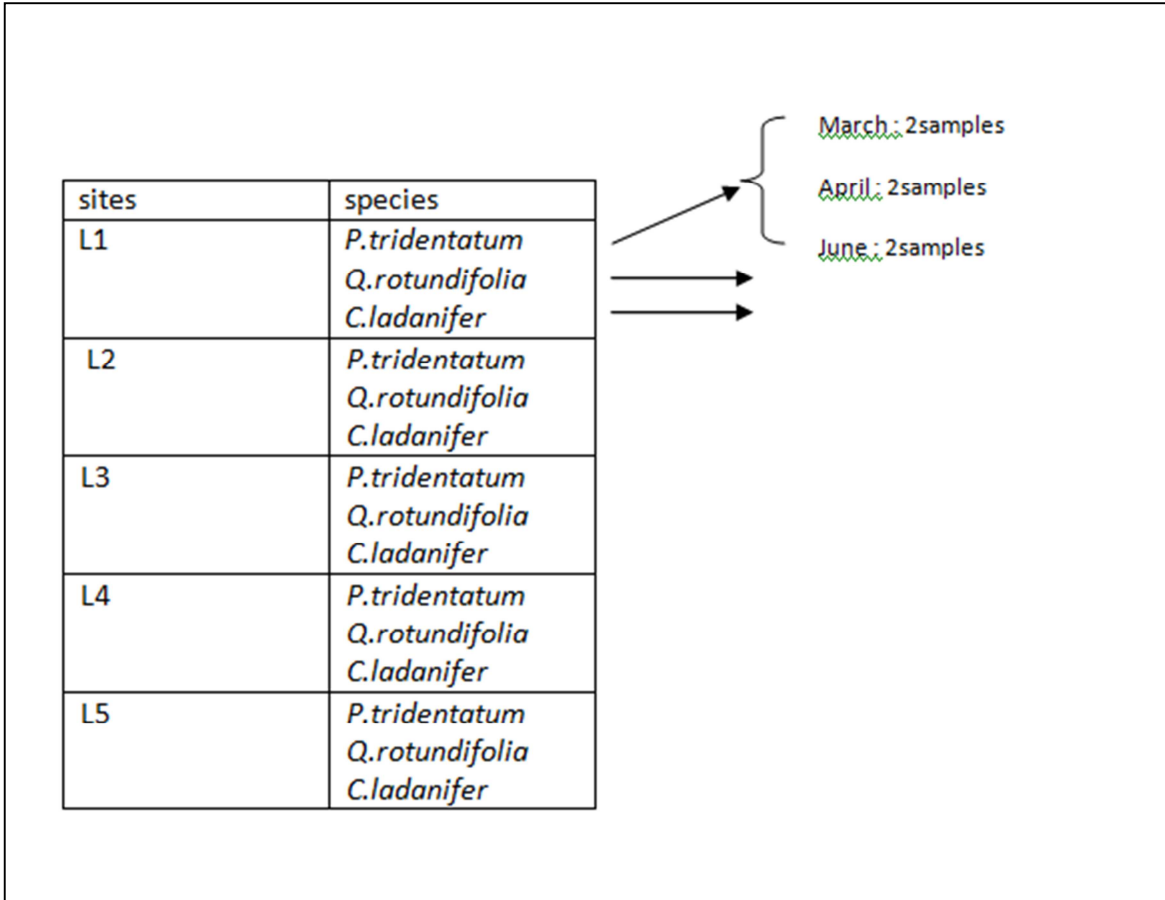 March : 2samples
April : 2samples
June : 2samples
sites species
L1 P.tridentatum
Q.rotundifolia
C.ladanifer
L2 P.tridentatum
Q.rotundifolia
C.ladanifer
L3 P.tridentatum
Q.rotundifolia
C.ladanifer
L4 P.tridentatum
Q.rotundifolia
C.ladanifer
L5 P.tridentatum
Q.rotundifolia
C.ladanifer